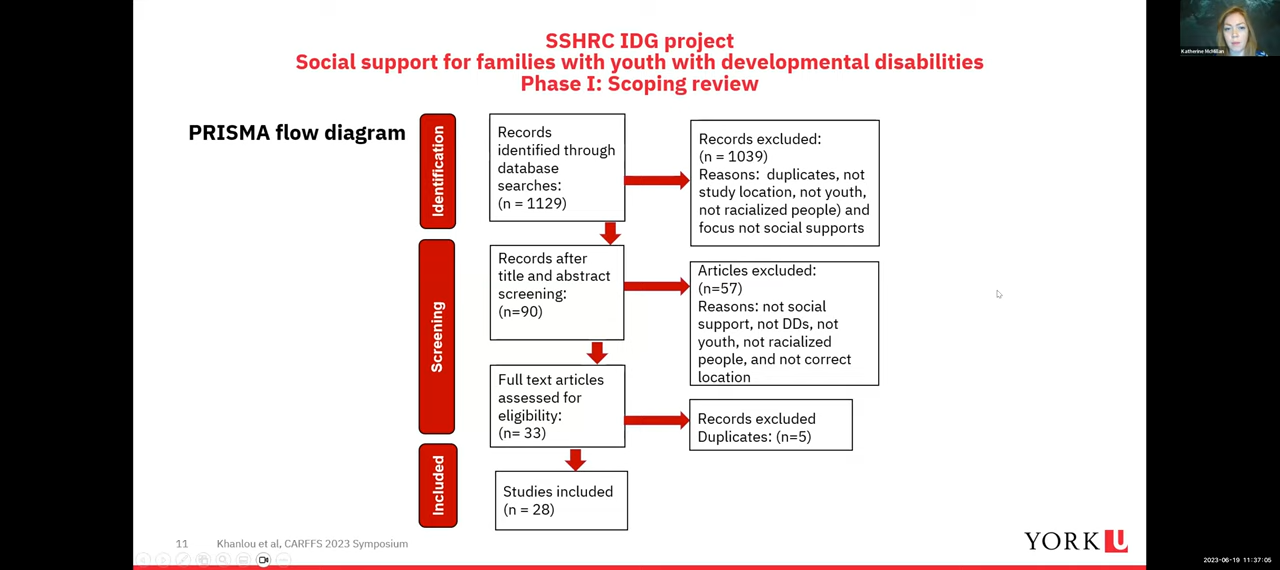 SSHRC IDG project
Social support for families with youth with developmental disabilities
Phase I: Scoping review
Katherine McMillan
PRISMA flow diagram
Identification
Records
identified through
database
searches:
(n = 1129)
Records excluded:
(n = 1039)
Reasons:  duplicates, not
study location, not youth,
not racialized people) and
focus not social supports
Screening
Records after
title and abstract
screening:
(n=90)
Articles excluded:
(n=57)
Reasons: not social
support, not DDs, not
youth, not racialized
people, and not correct
location
Full text articles
assessed for
eligibility:
(n= 33)
Records excluded
Duplicates: (n=5)
Included
Studies included
(n = 28)
11
Khanlou et al, CARFFS 2023 Symposium
YORK U
2023-06-19 11:37:05